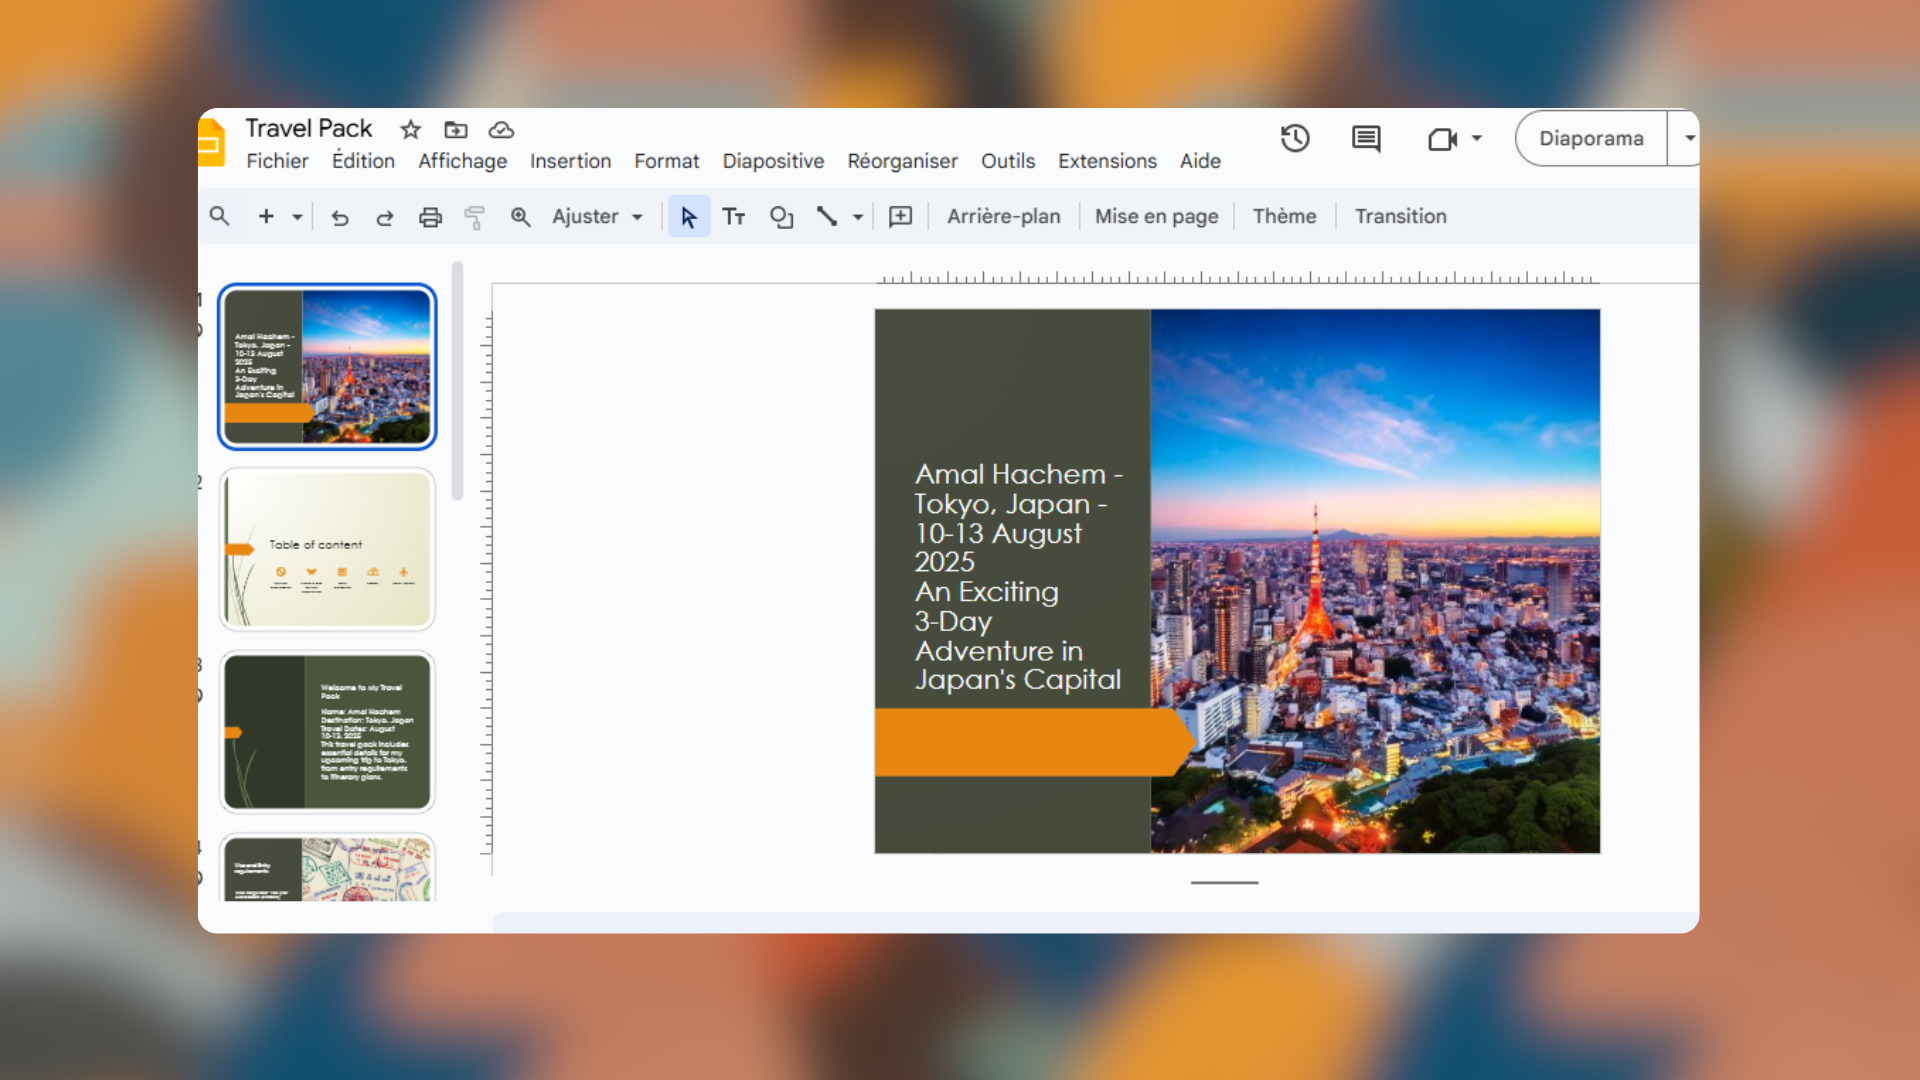 Travel Pack
Fichier Édition Affichage Insertion Format Diapositive Réorganiser Outils Extensions Aide
Diaporama
Ajuster
Arrière-plan
Mise en page
Thème
Transition
Amal Hachem -
Tokyo, Japan -
10-13 August
2025
An Exciting
3-Day
Adventure in
Japan's Capital
2
Table of content
Welcome to My Travel
Pack
Name: Amal Hachem
Destination: Tokyo, Japan
Travel Dates: August
10-13, 2025
This travel pack includes
essential details for my
upcoming trip to Tokyo,
from entry requirements
to itinerary plans.
Visa and Entry
requirements
Amal Hachem -
Tokyo, Japan -
10-13 August
2025
An Exciting
3-Day
Adventure in
Japan's Capital